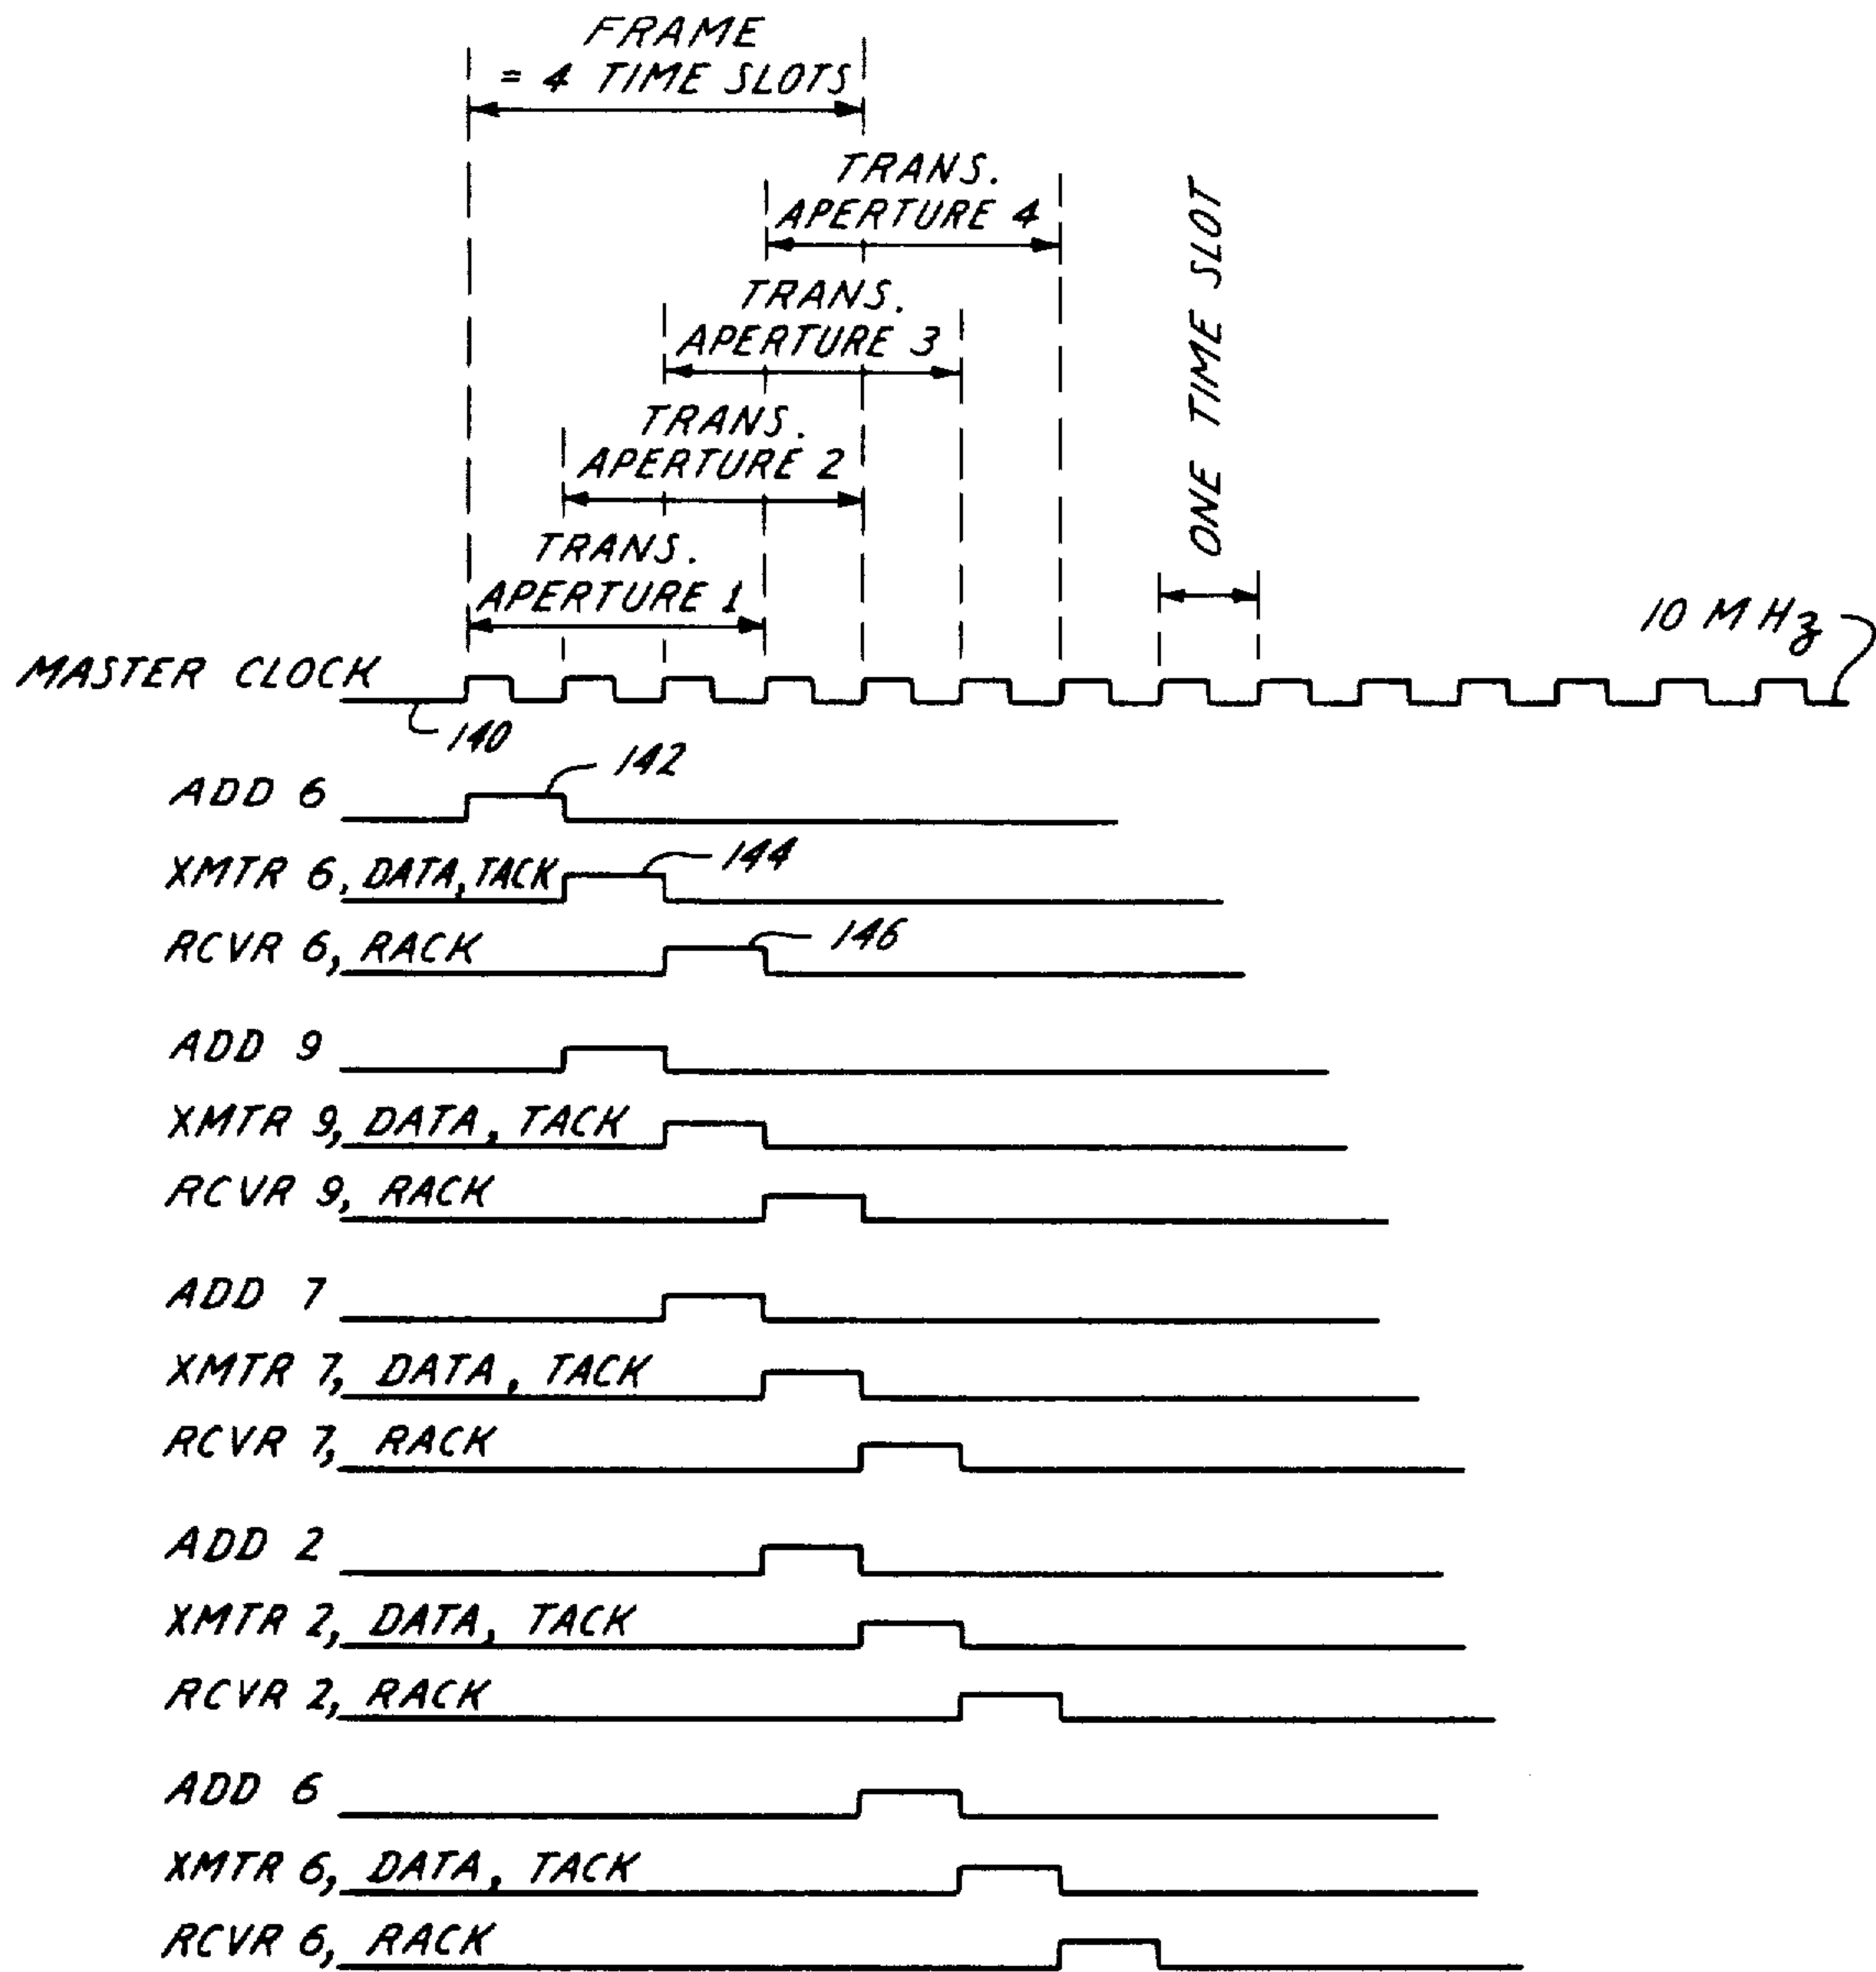 FRAME
= 4 TIME SLOTS
TRANS.
APERTURE 4
ONE TIME SLOT
TRANS.
APERTURE 3
TRANS.
APERTURE 2
TRANS.
APERTURE 1
10 MHz
MASTER CLOCK
140
142
ADD 6
144
XMTR 6, DATA, TACK
146
RCVR 6, RACK
ADD 9
XMTR 9, DATA, TACK
RCVR 9, RACK
ADD 7
XMTR 7, DATA, TACK
RCVR 7, RACK
ADD 2
XMTR 2, DATA, TACK
RCVR 2, RACK
ADD 6
XMTR 6, DATA, TACK
RCVR 6, RACK